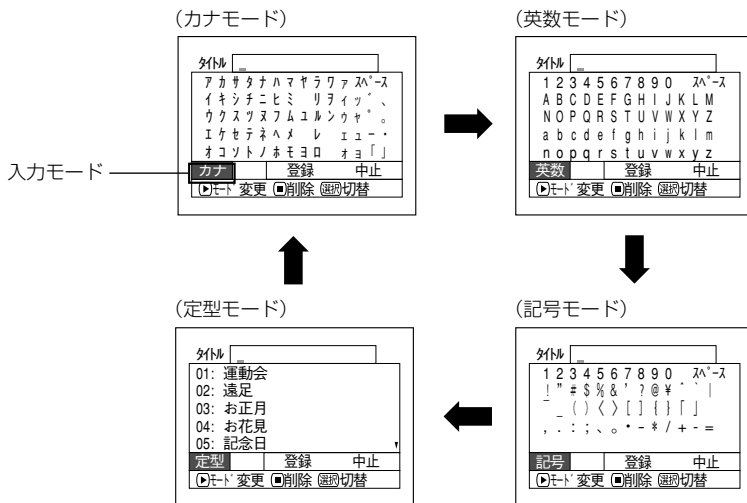 (カナモード)
タイトル _
アカサタナハマヤラワァスペース
イキシチニヒミ リヲィッ゛、
ウクスツヌフムユルンゥャ゜。
エケセテネヘメ レ ェュー・
オコソトノホモヨロ ォョ「」
カナ 登録 中止
モード変更 削除 選択切替
入力モード
(英数モード)
タイトル _
1 2 3 4 5 6 7 8 9 0 スペース
A B C D E F G H I J K L M
N O P Q R S T U V W X Y Z
a b c d e f g h i j k l m
n o p q r s t u v w x y z
英数 登録 中止
モード変更 削除 選択切替
(定型モード)
タイトル _
01: 運動会
02: 遠足
03: お正月
04: お花見
05: 記念日
定型 登録 中止
モード変更 削除 選択切替
(記号モード)
タイトル _
1 2 3 4 5 6 7 8 9 0 スペース
! " # $ % & ' ? @ ¥ ^ ` |
‾ _ ( ) 〈 〉 [ ] { } 「 」
, . : ; 、 。 ・ - * / + - =
記号 登録 中止
モード変更 削除 選択切替